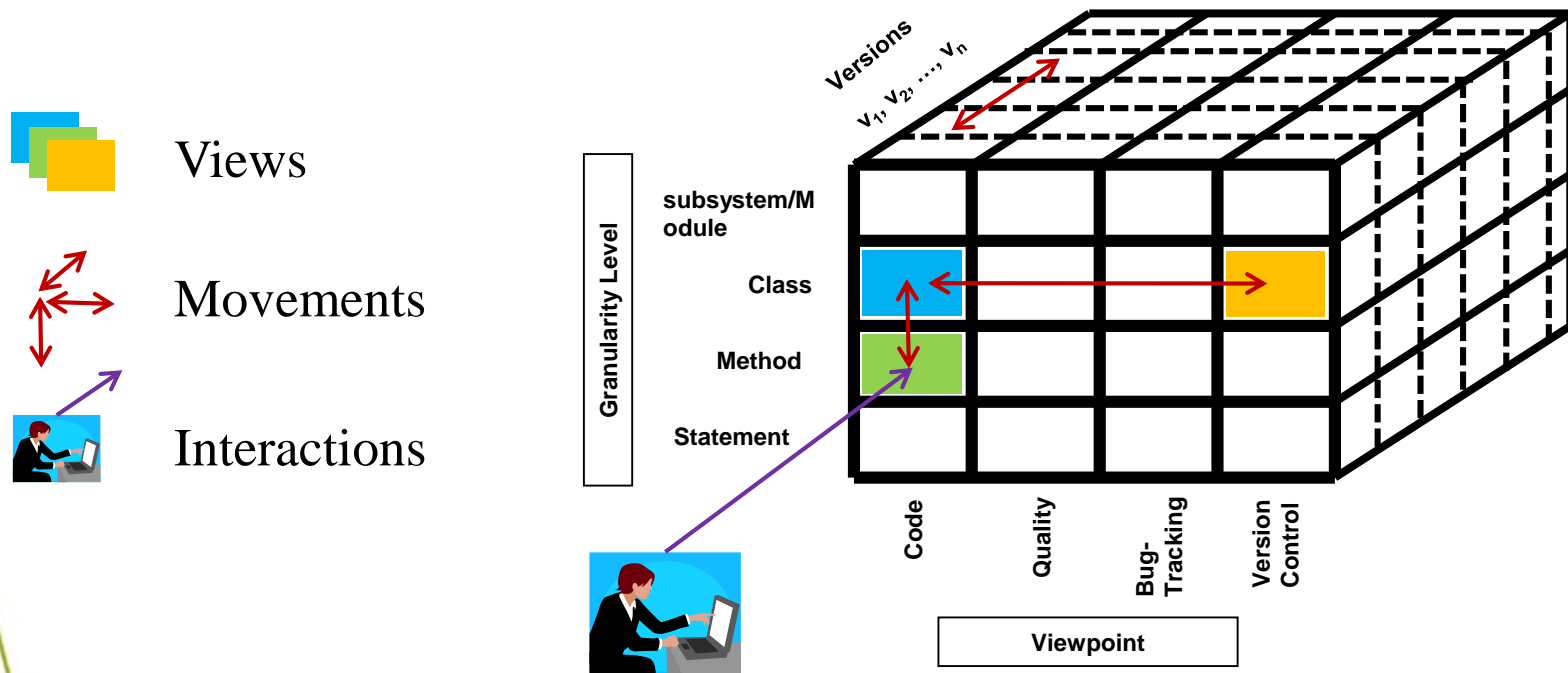 Views
Movements
Interactions
Versions
v1, v2, …, vn
Granularity Level
subsystem/M
odule
Class
Method
Statement
Code
Quality
Bug-
Tracking
Version
Control
Viewpoint